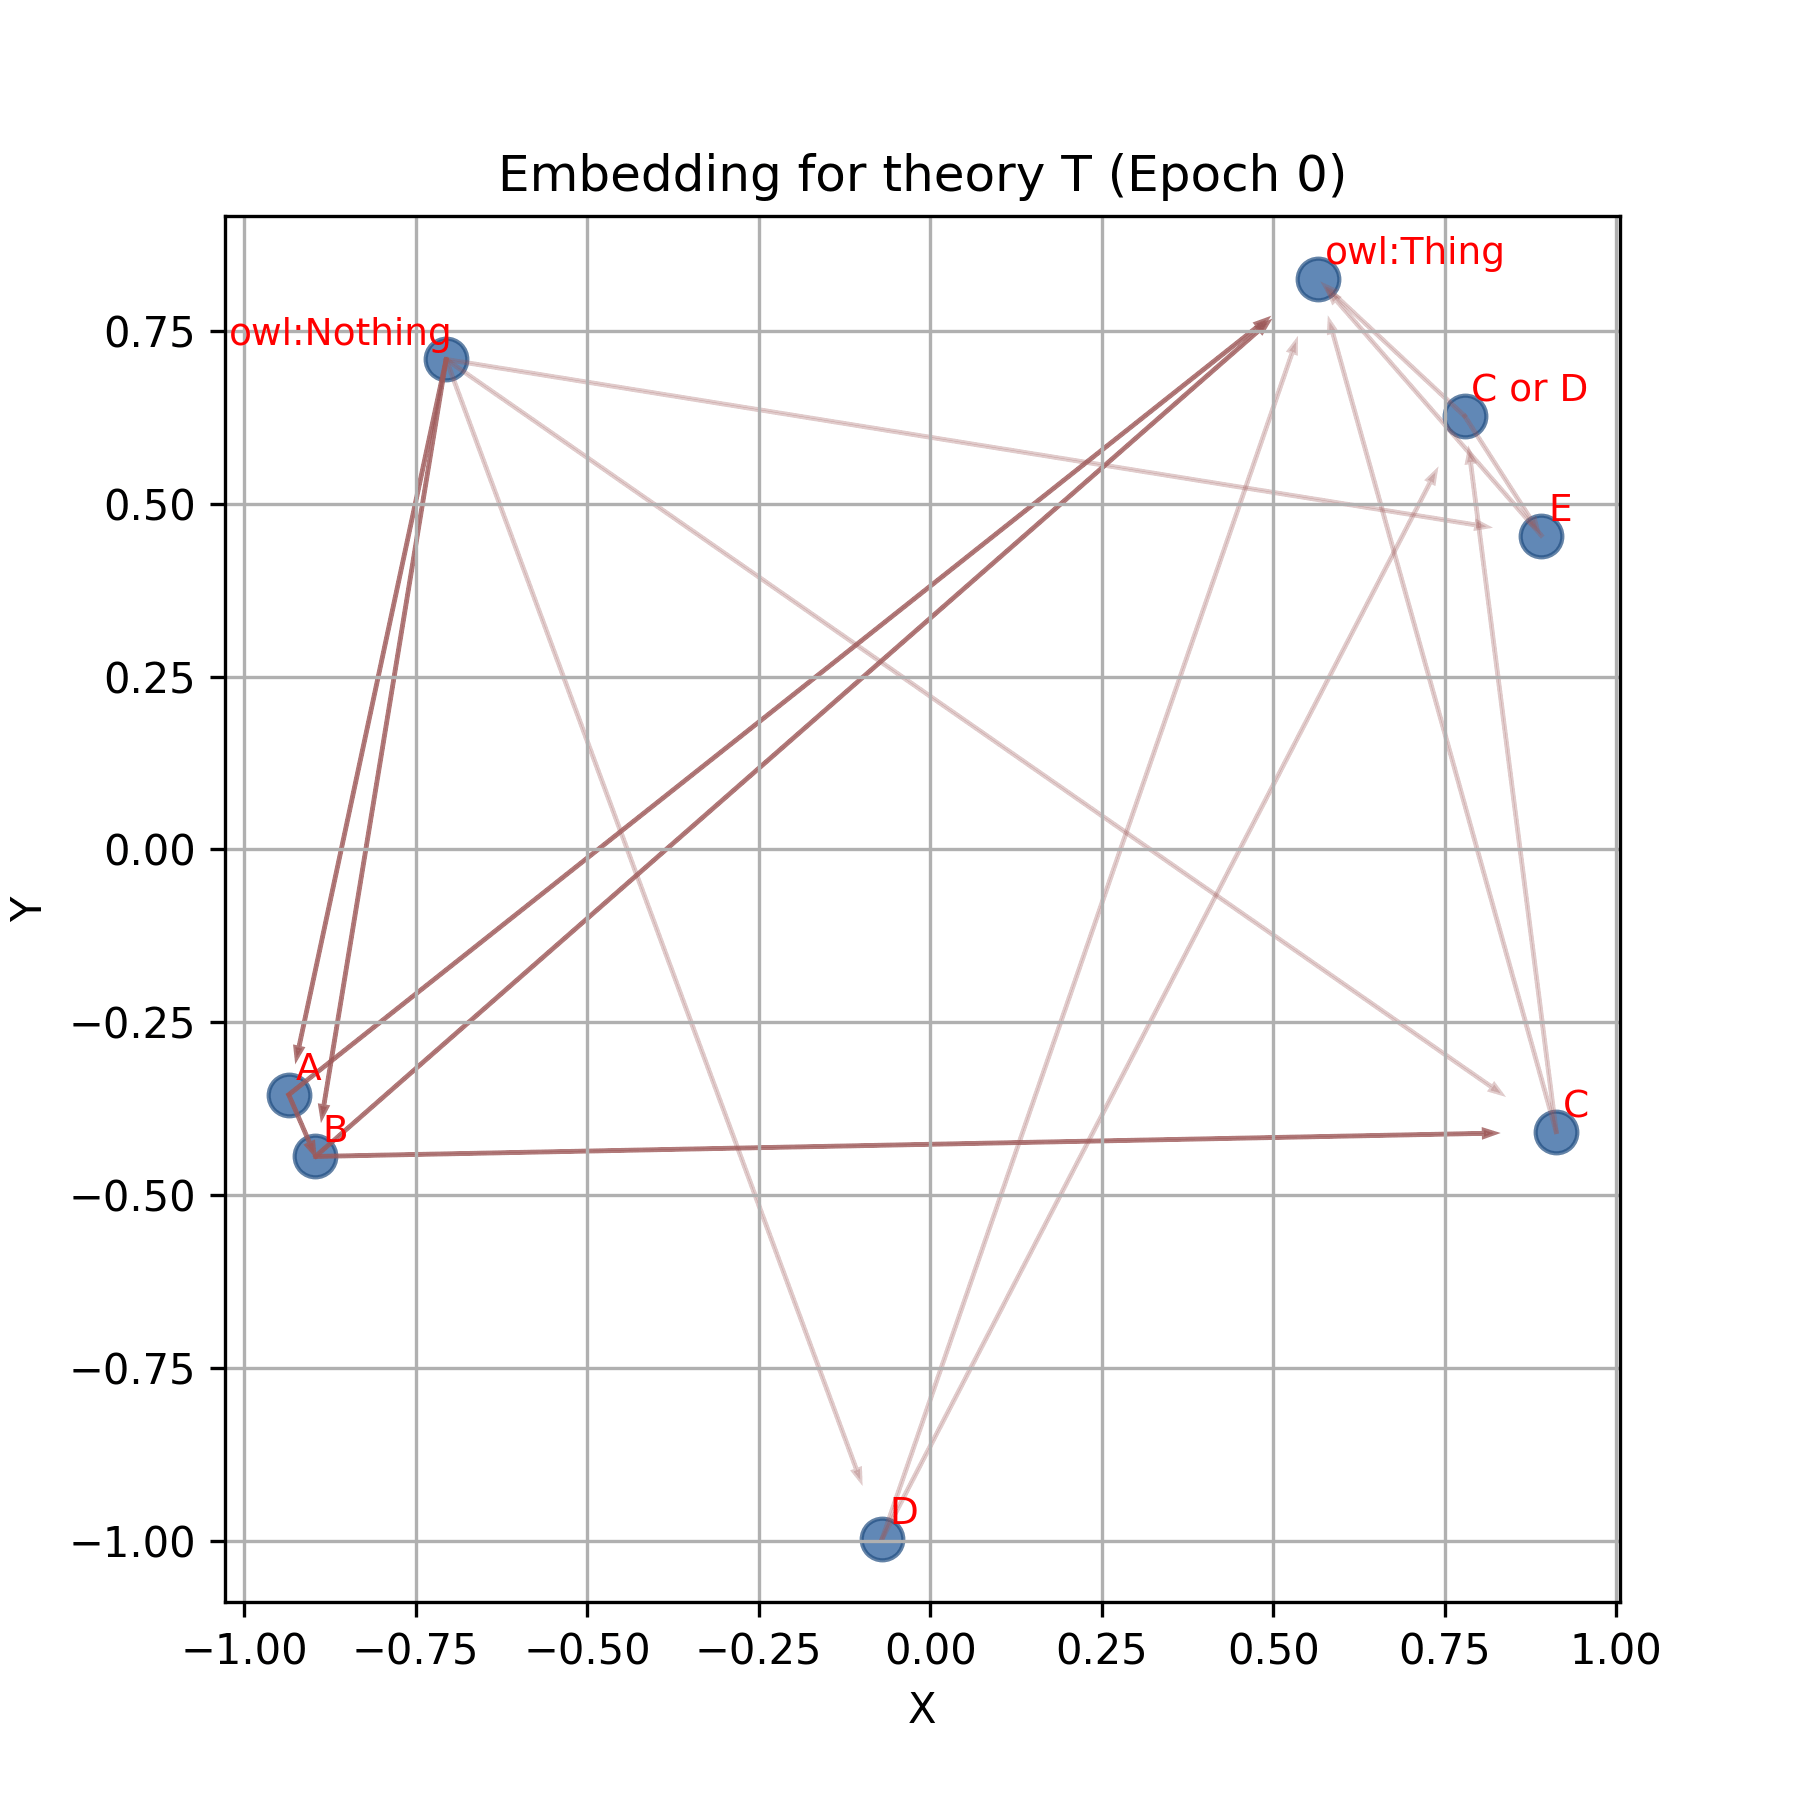 Embedding for theory T (Epoch 0)
owl:Thing
owl:Nothing
C or D
E
A
B
C
D
0.75
0.50
0.25
0.00
−0.25
−0.50
−0.75
−1.00
Y
−1.00 −0.75 −0.50 −0.25 0.00 0.25 0.50 0.75 1.00
X